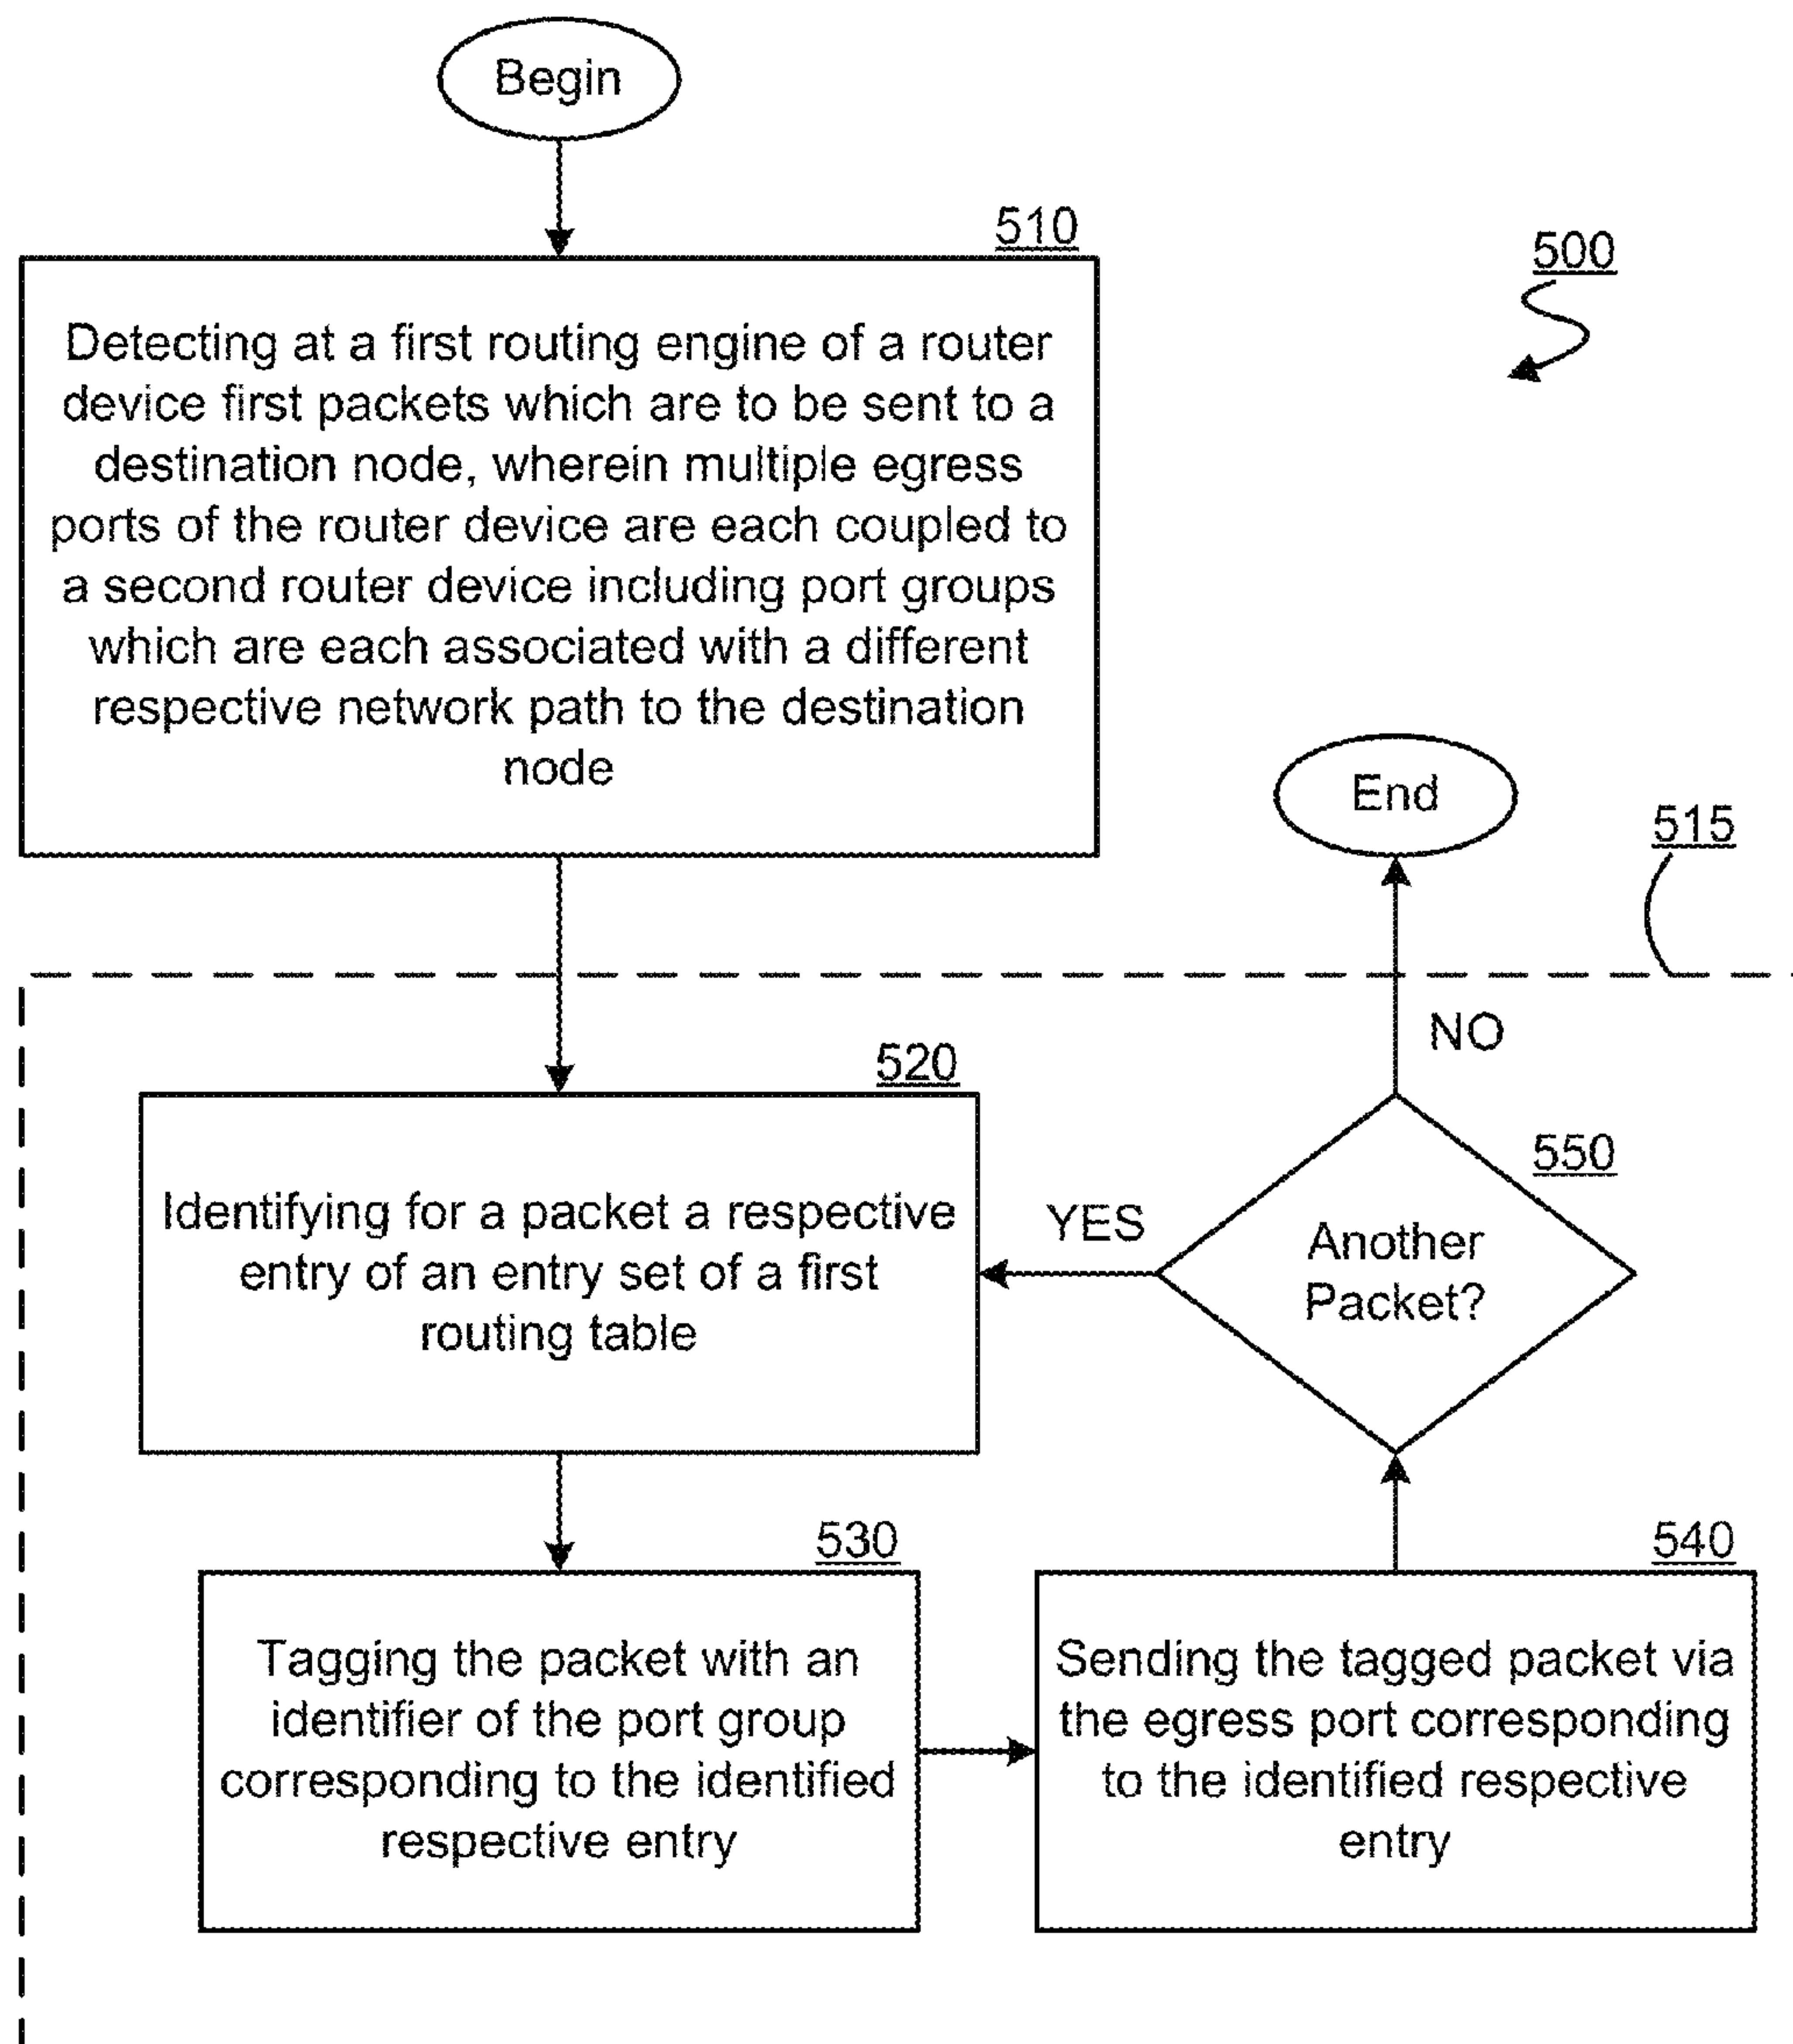 Begin
510
500
Detecting at a first routing engine of a router
device first packets which are to be sent to a
destination node, wherein multiple egress
ports of the router device are each coupled to
a second router device including port groups
which are each associated with a different
respective network path to the destination
node
End
515
NO
520
550
Identifying for a packet a respective
entry of an entry set of a first
routing table
YES
Another
Packet?
530
540
Tagging the packet with an
identifier of the port group
corresponding to the identified
respective entry
Sending the tagged packet via
the egress port corresponding
to the identified respective
entry